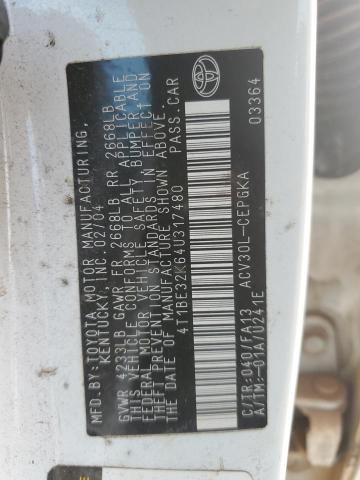 MFD BY:TOYOTA MOTOR MANUFACTURING,
KENTUCKY, INC. 02/04
GVWR 4233LB GAWR FR 2668LB RR 2668LB
THIS VEHICLE CONFORMS TO ALL APPLICABLE
FEDERAL MOTOR VEHICLE SAFETY, BUMPER AND
THEFT PREVENTION STANDARDS IN EFFECT ON
THE DATE OF MANUFACTURE SHOWN ABOVE.
4T1BE32K64U317480 PASS.CAR
C/TR:040/FA13 ACV30L-CEPGKA
A/TM:-01A/U241E 03364